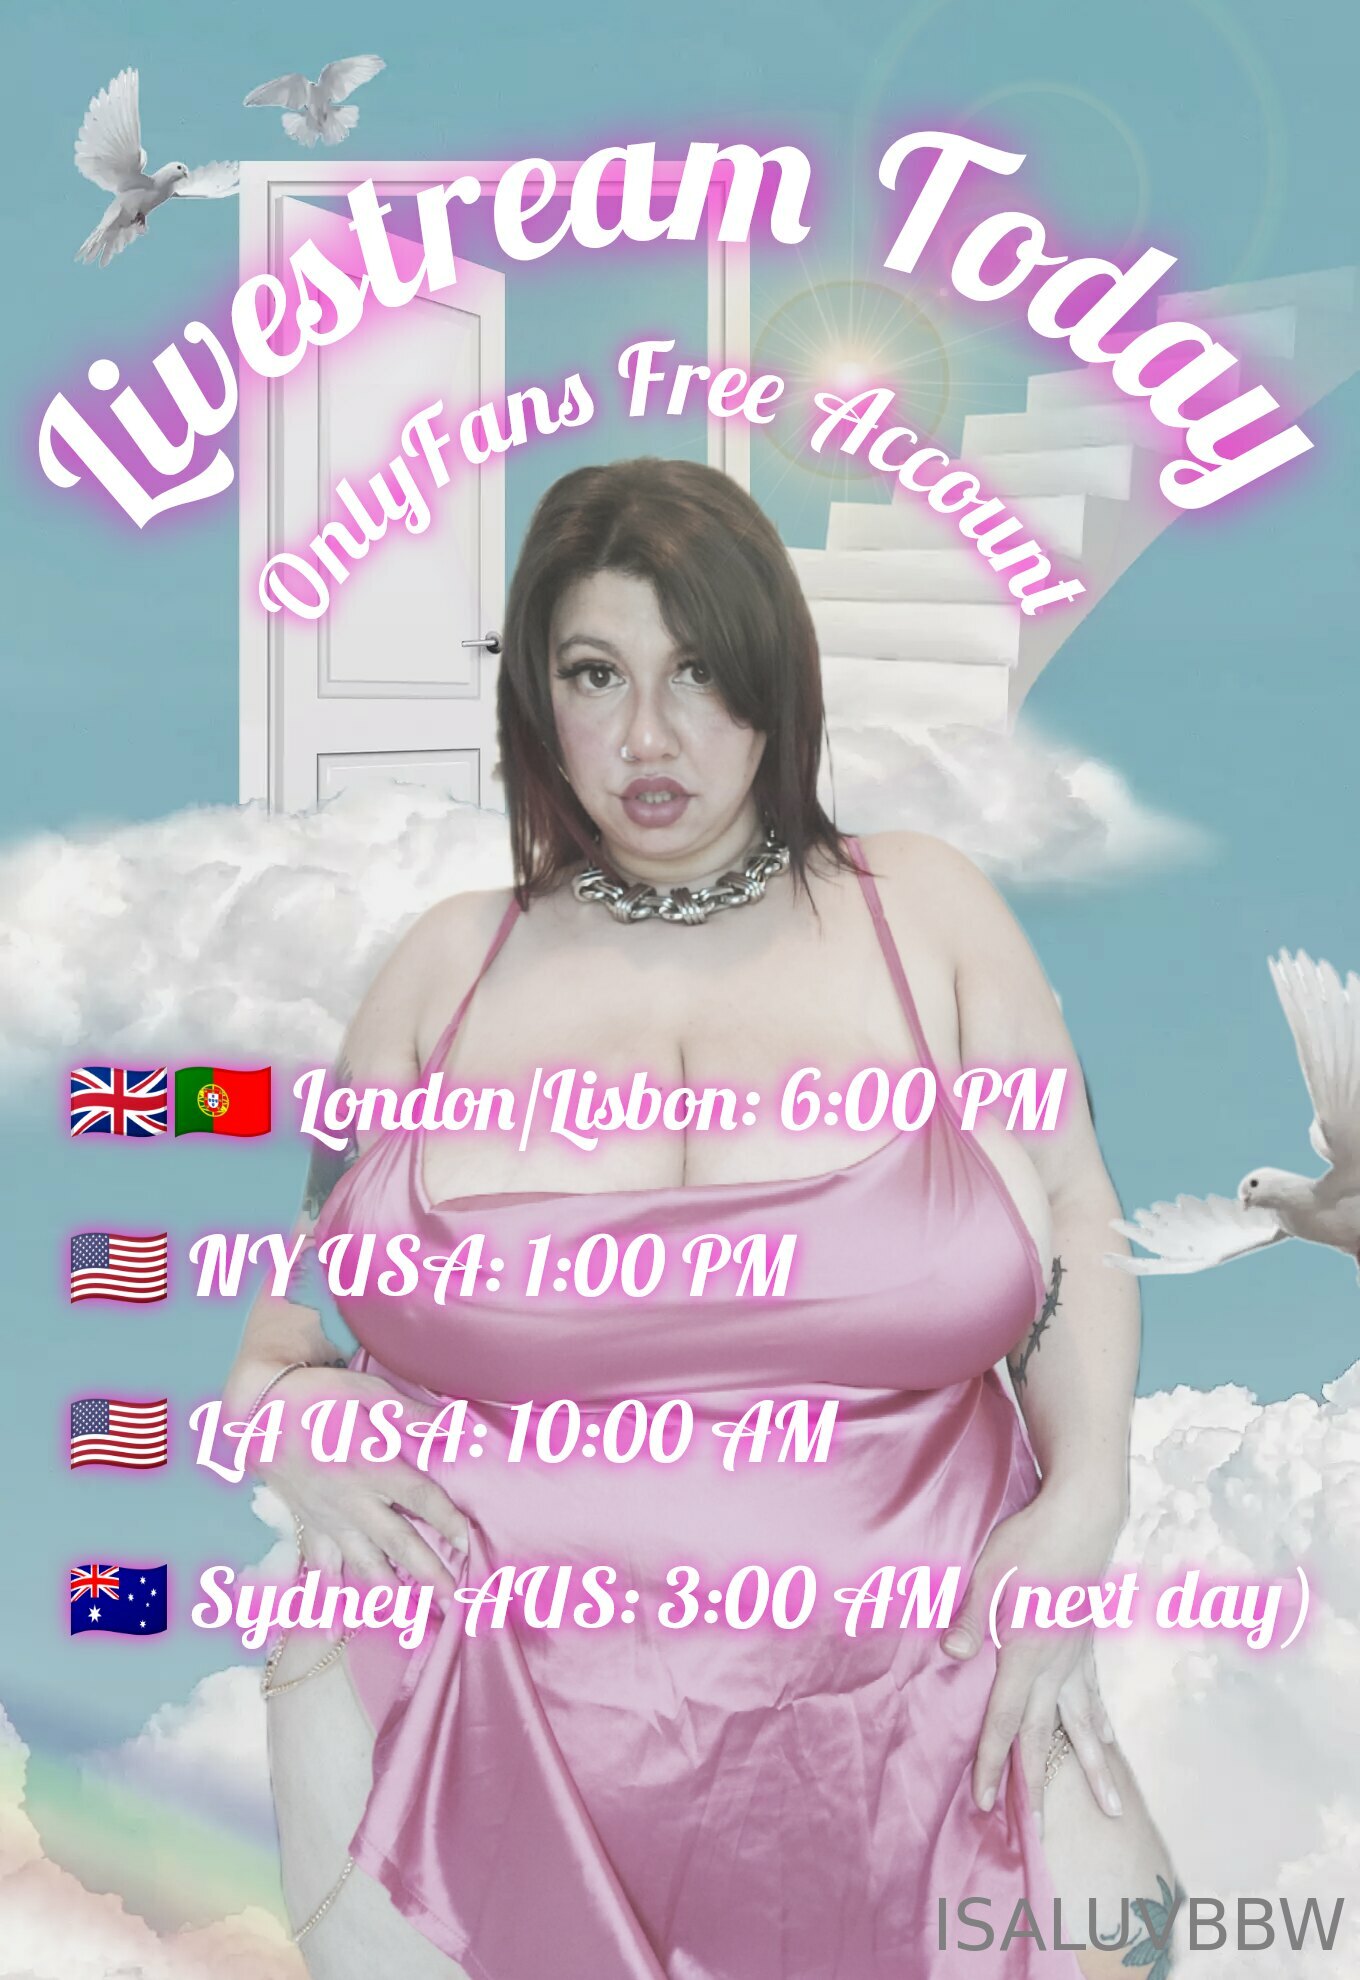 Livestream Today
OnlyFans Free Account
🇬🇧🇵🇹 London/Lisbon: 6:00 PM
🇺🇸 NY USA: 1:00 PM
🇺🇸 LA USA: 10:00 AM
🇦🇺 Sydney AUS: 3:00 AM (next day)
ISALUVBBW